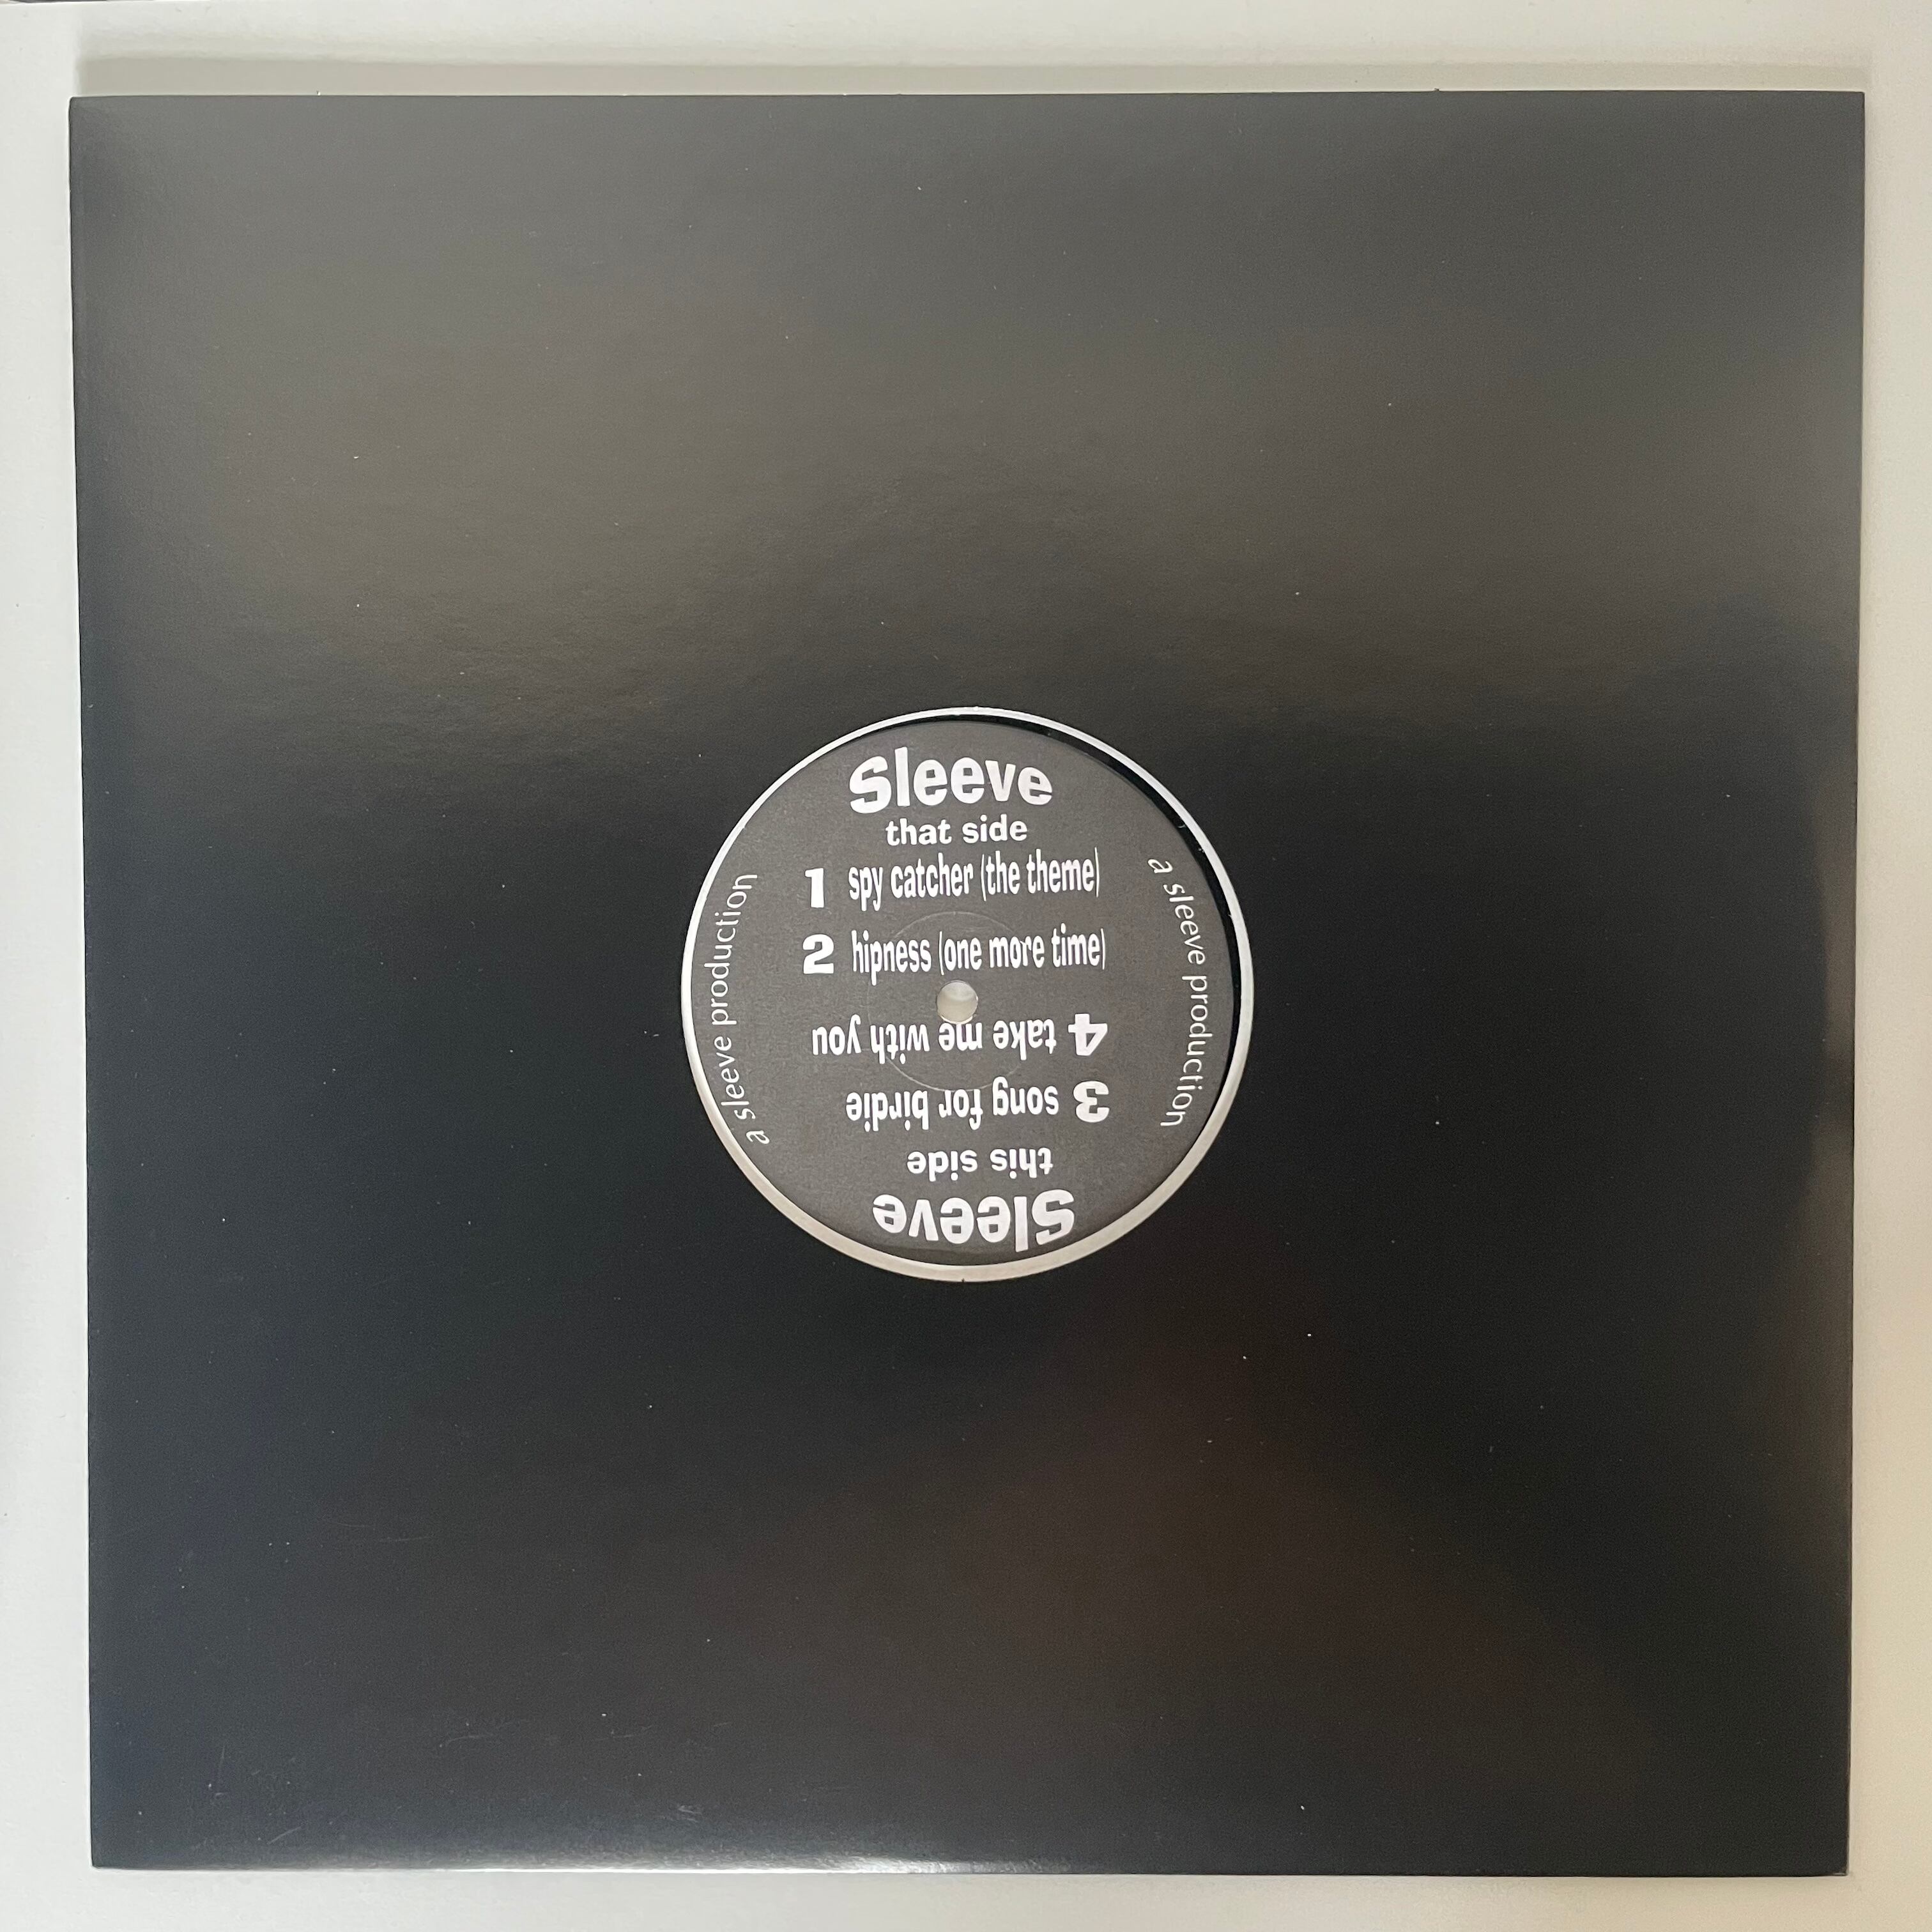 Sleeve
that side
1 spy catcher (the theme)
2 hipness (one more time)
Sleeve
this side
3 song for birdie
4 take me with you
a sleeve production
a sleeve production